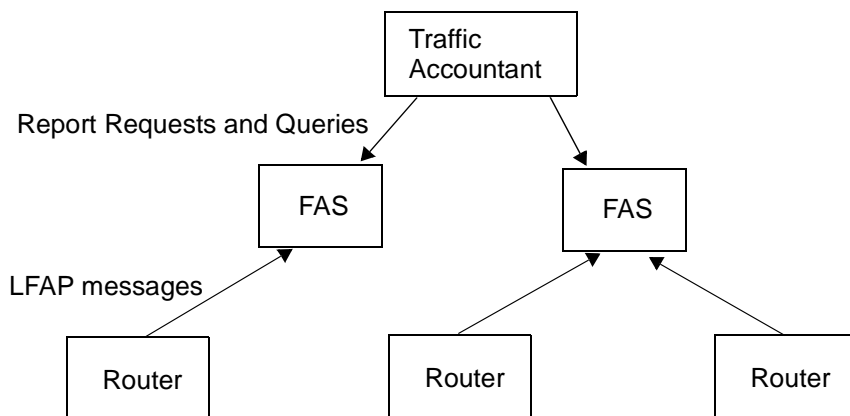 Traffic
Accountant
Report Requests and Queries
FAS
FAS
LFAP messages
Router
Router
Router